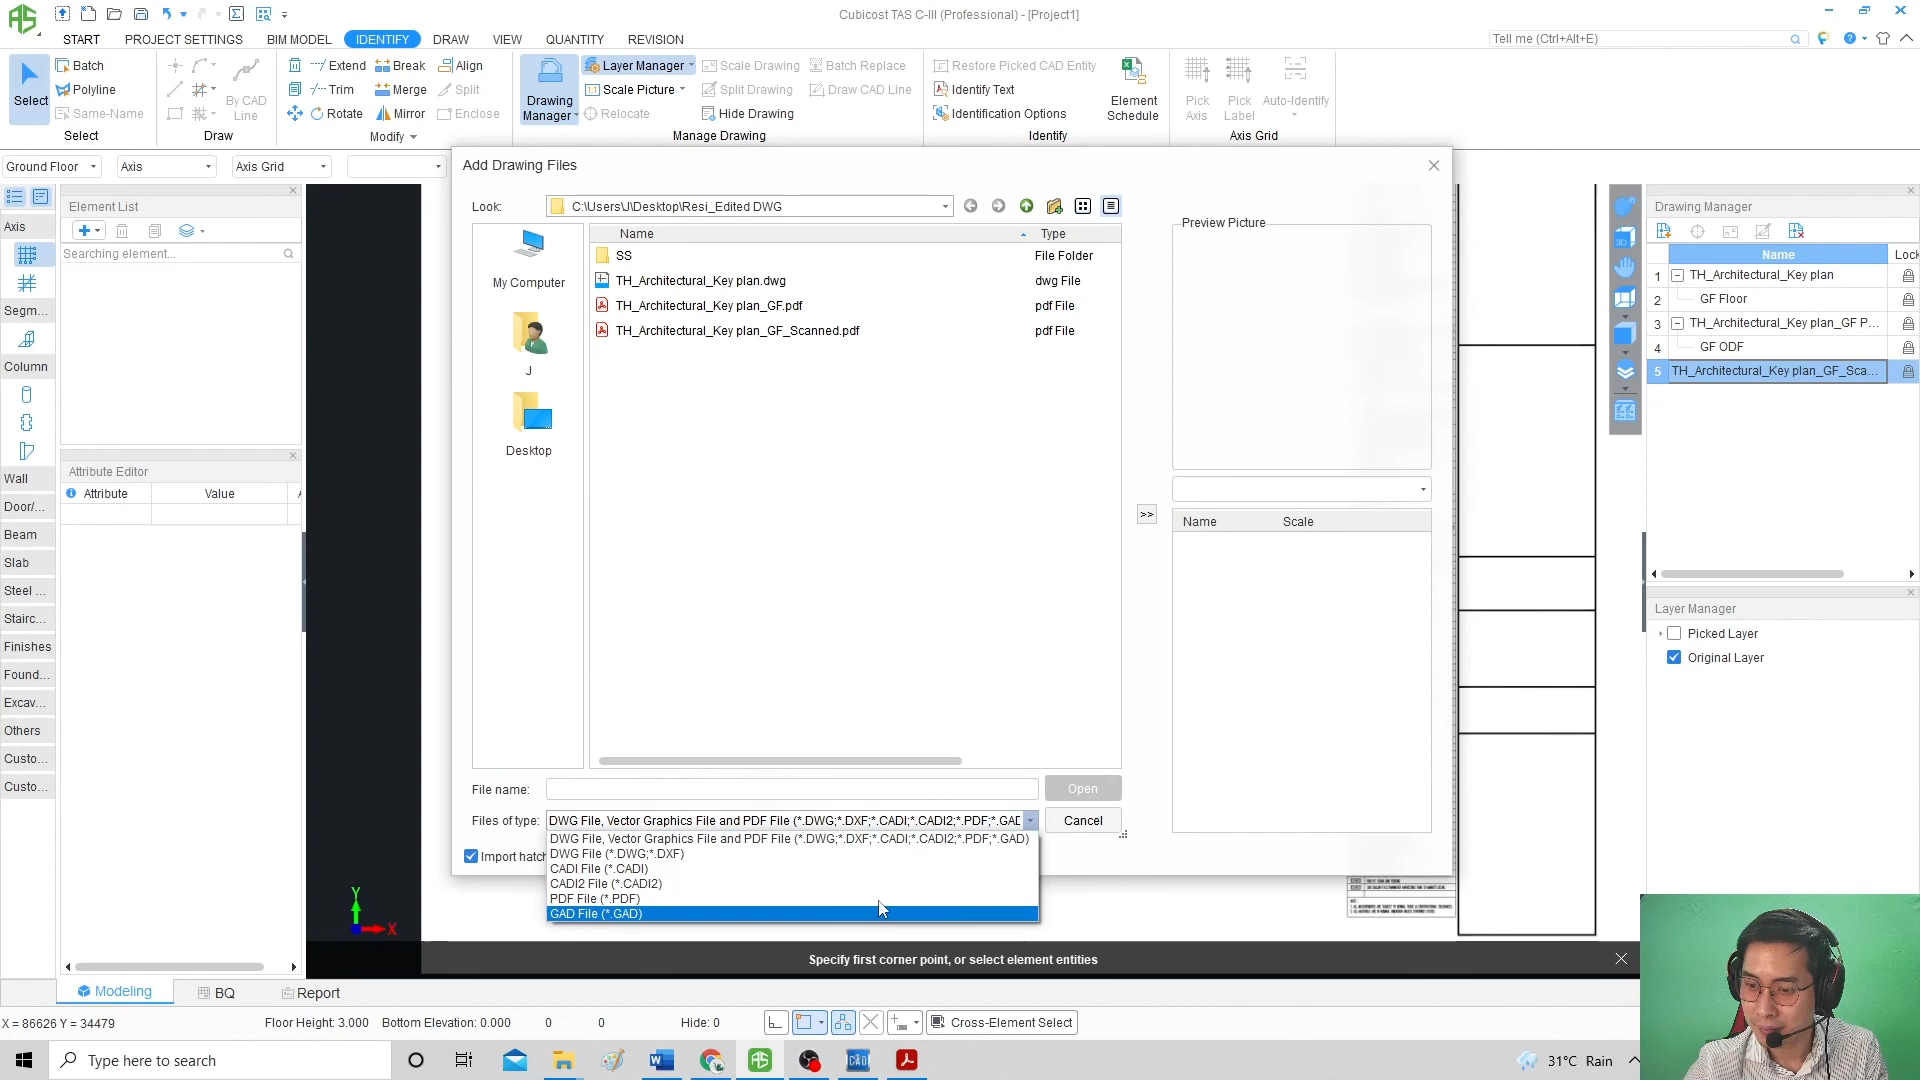 Cubicost TAS C-III (Professional) - [Project1]
START PROJECT SETTINGS BIM MODEL IDENTIFY DRAW VIEW QUANTITY REVISION
Tell me (Ctrl+Alt+E)
Select
Batch
Polyline
Same-Name
Select
By CAD Line
Draw
Extend Break Align
Trim Merge Split
Rotate Mirror Enclose
Modify
Drawing Manager
Layer Manager Scale Drawing Batch Replace
Scale Picture Split Drawing Draw CAD Line
Relocate Hide Drawing
Manage Drawing
Restore Picked CAD Entity
Identify Text
Identification Options
Element Schedule
Identify
Pick Axis
Pick Label
Auto-Identify
Axis Grid
Ground Floor Axis Axis Grid
Element List
Searching element...
Axis
Segm...
Column
Wall
Door/...
Beam
Slab
Steel ...
Stairc...
Finishes
Found...
Excav...
Others
Custo...
Custo...
Attribute Editor
Attribute Value
Add Drawing Files
Look: C:\Users\J\Desktop\Resi_Edited DWG
My Computer
J
Desktop
Name Type
SS File Folder
TH_Architectural_Key plan.dwg dwg File
TH_Architectural_Key plan_GF.pdf pdf File
TH_Architectural_Key plan_GF_Scanned.pdf pdf File
Preview Picture
>>
Name Scale
File name: Open
Files of type: DWG File, Vector Graphics File and PDF File (*.DWG;*.DXF;*.CADI;*.CADI2;*.PDF;*.GAD Cancel
Import hatch
DWG File, Vector Graphics File and PDF File (*.DWG;*.DXF;*.CADI;*.CADI2;*.PDF;*.GAD)
DWG File (*.DWG;*.DXF)
CADI File (*.CADI)
CADI2 File (*.CADI2)
PDF File (*.PDF)
GAD File (*.GAD)
Drawing Manager
Name Lock
1 TH_Architectural_Key plan
2 GF Floor
3 TH_Architectural_Key plan_GF P...
4 GF ODF
5 TH_Architectural_Key plan_GF_Sca...
Layer Manager
Picked Layer
Original Layer
3D
Y
X
Specify first corner point, or select element entities
Modeling BQ Report
X = 86626 Y = 34479 Floor Height: 3.000 Bottom Elevation: 0.000 0 0 Hide: 0 Cross-Element Select
Type here to search
31°C Rain